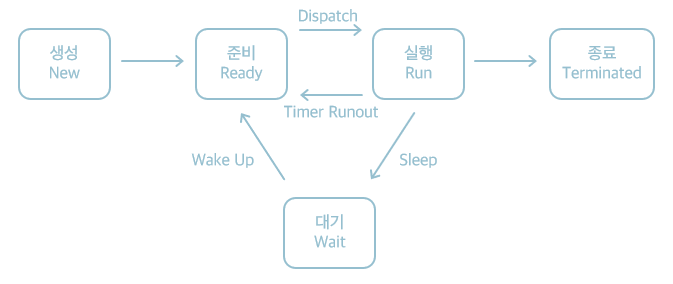 Dispatch
생성
New
준비
Ready
실행
Run
종료
Terminated
Timer Runout
Wake Up
Sleep
대기
Wait